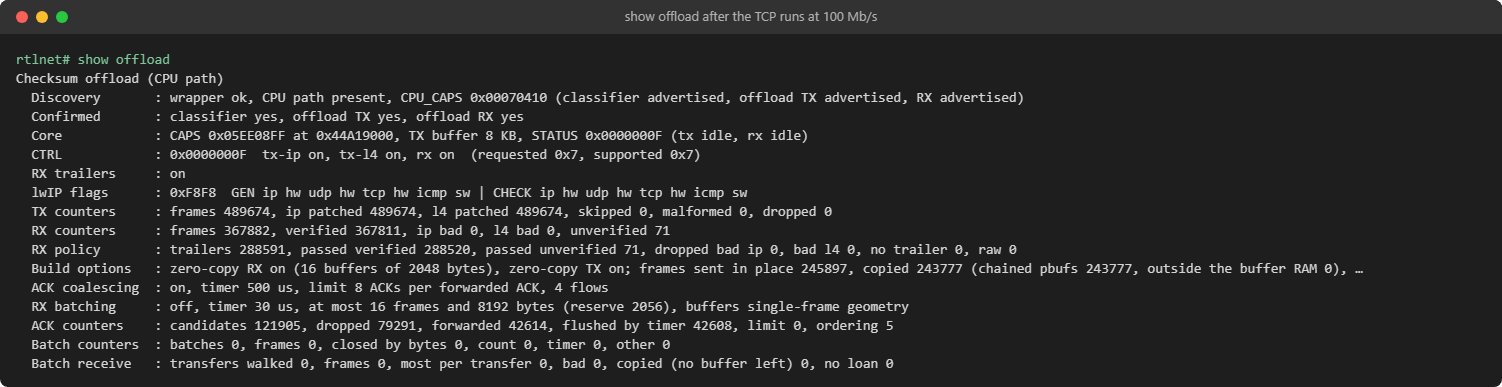 show offload after the TCP runs at 100 Mb/s
rtlnet# show offload
Checksum offload (CPU path)
  Discovery       : wrapper ok, CPU path present, CPU_CAPS 0x00070410 (classifier advertised, offload TX advertised, RX advertised)
  Confirmed       : classifier yes, offload TX yes, offload RX yes
  Core            : CAPS 0x05EE08FF at 0x44A19000, TX buffer 8 KB, STATUS 0x0000000F (tx idle, rx idle)
  CTRL            : 0x0000000F  tx-ip on, tx-l4 on, rx on  (requested 0x7, supported 0x7)
  RX trailers     : on
  lwIP flags      : 0xF8F8  GEN ip hw udp hw tcp hw icmp sw | CHECK ip hw udp hw tcp hw icmp sw
  TX counters     : frames 489674, ip patched 489674, l4 patched 489674, skipped 0, malformed 0, dropped 0
  RX counters     : frames 367882, verified 367811, ip bad 0, l4 bad 0, unverified 71
  RX policy       : trailers 288591, passed verified 288520, passed unverified 71, dropped bad ip 0, bad l4 0, no trailer 0, raw 0
  Build options   : zero-copy RX on (16 buffers of 2048 bytes), zero-copy TX on; frames sent in place 245897, copied 243777 (chained pbufs 243777, outside the buffer RAM 0), …
  ACK coalescing  : on, timer 500 us, limit 8 ACKs per forwarded ACK, 4 flows
  RX batching     : off, timer 30 us, at most 16 frames and 8192 bytes (reserve 2056), buffers single-frame geometry
  ACK counters    : candidates 121905, dropped 79291, forwarded 42614, flushed by timer 42608, limit 0, ordering 5
  Batch counters  : batches 0, frames 0, closed by bytes 0, count 0, timer 0, other 0
  Batch receive   : transfers walked 0, frames 0, most per transfer 0, bad 0, copied (no buffer left) 0, no loan 0